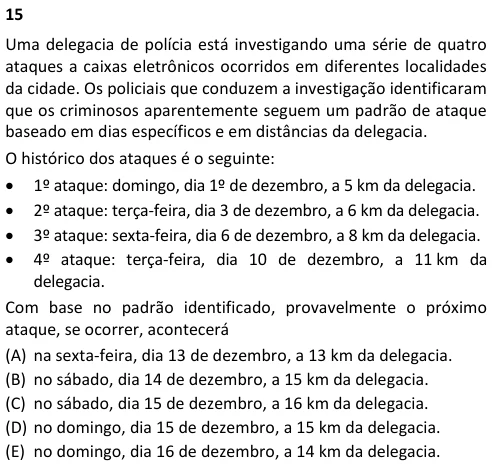 15
Uma delegacia de polícia está investigando uma série de quatro
ataques a caixas eletrônicos ocorridos em diferentes localidades
da cidade. Os policiais que conduzem a investigação identificaram
que os criminosos aparentemente seguem um padrão de ataque
baseado em dias específicos e em distâncias da delegacia.
O histórico dos ataques é o seguinte:
• 1º ataque: domingo, dia 1º de dezembro, a 5 km da delegacia.
• 2º ataque: terça-feira, dia 3 de dezembro, a 6 km da delegacia.
• 3º ataque: sexta-feira, dia 6 de dezembro, a 8 km da delegacia.
• 4º ataque: terça-feira, dia 10 de dezembro, a 11 km da
delegacia.
Com base no padrão identificado, provavelmente o próximo
ataque, se ocorrer, acontecerá
(A) na sexta-feira, dia 13 de dezembro, a 13 km da delegacia.
(B) no sábado, dia 14 de dezembro, a 15 km da delegacia.
(C) no sábado, dia 15 de dezembro, a 16 km da delegacia.
(D) no domingo, dia 15 de dezembro, a 15 km da delegacia.
(E) no domingo, dia 16 de dezembro, a 14 km da delegacia.